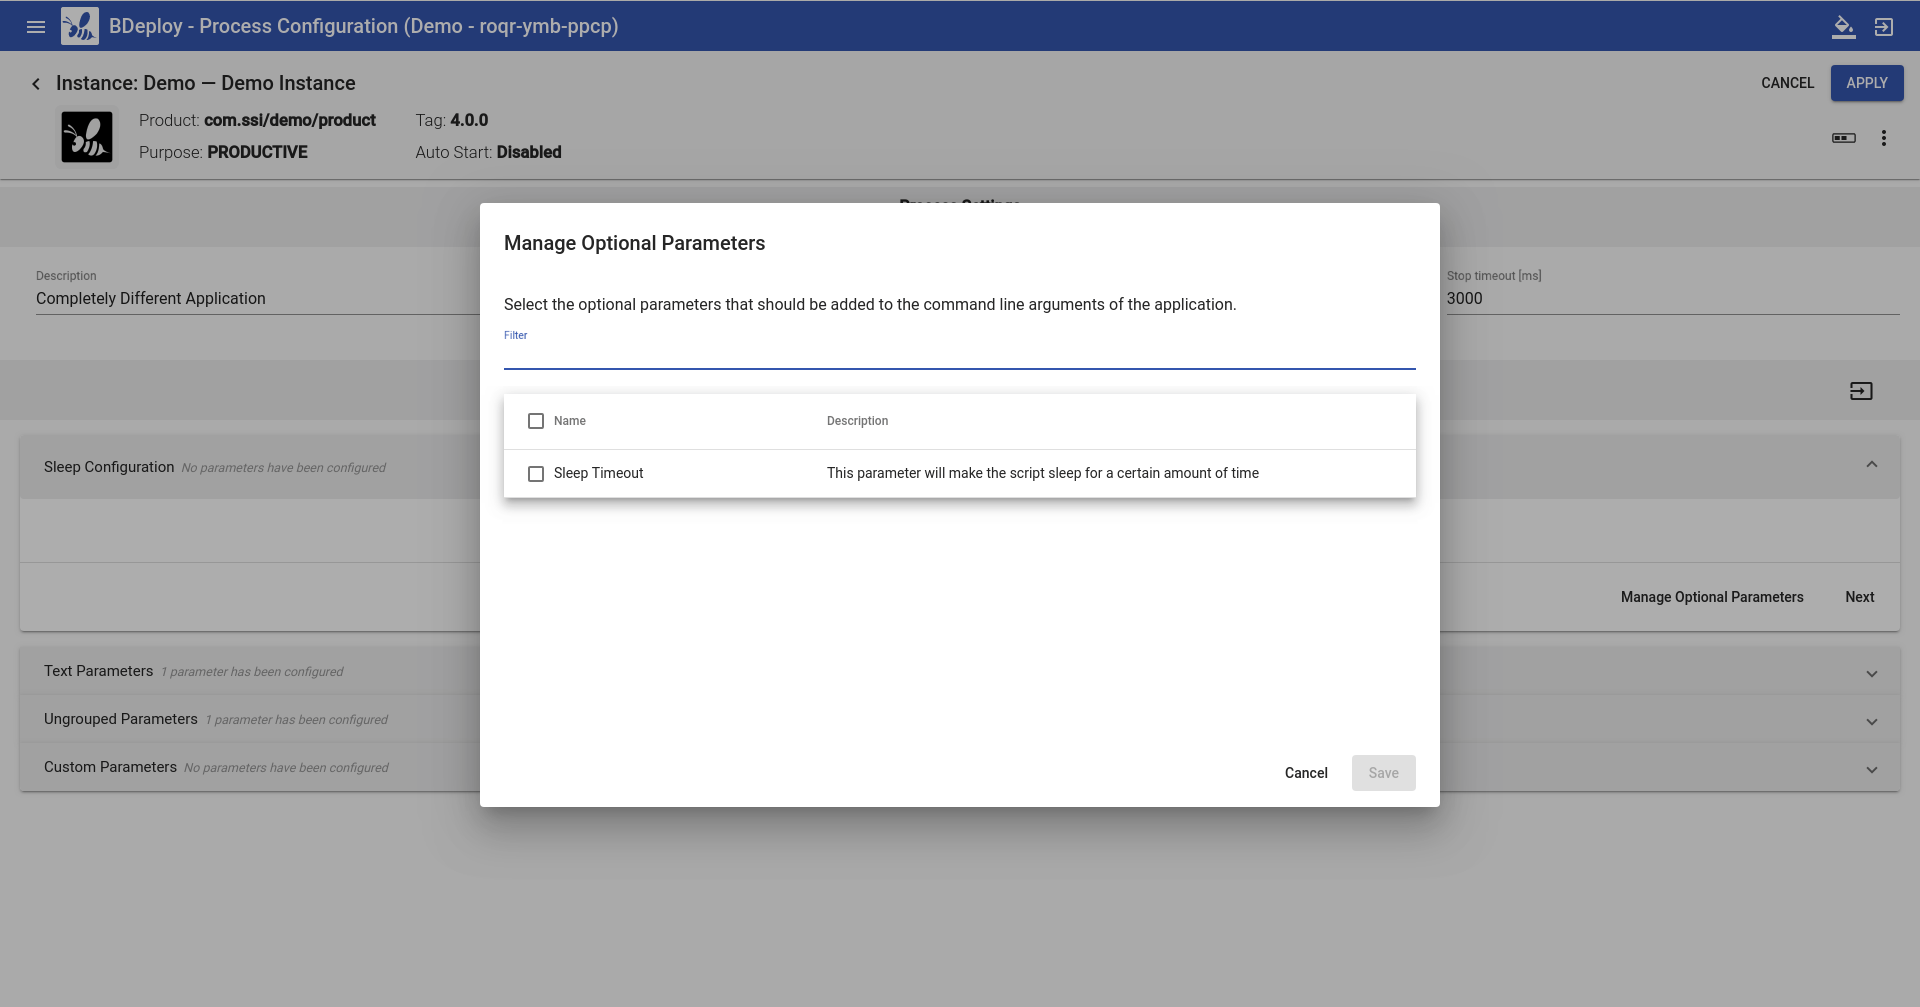 BDeploy - Process Configuration (Demo - roqr-ymb-ppcp)
Instance: Demo — Demo Instance
CANCEL
APPLY
Product: com.ssi/demo/product
Tag: 4.0.0
Purpose: PRODUCTIVE
Auto Start: Disabled
Process Settings
Manage Optional Parameters
Description
Completely Different Application
Stop timeout [ms]
3000
Select the optional parameters that should be added to the command line arguments of the application.
Filter
Name
Description
Sleep Timeout
This parameter will make the script sleep for a certain amount of time
Sleep Configuration No parameters have been configured
Manage Optional Parameters
Next
Text Parameters 1 parameter has been configured
Ungrouped Parameters 1 parameter has been configured
Custom Parameters No parameters have been configured
Cancel
Save